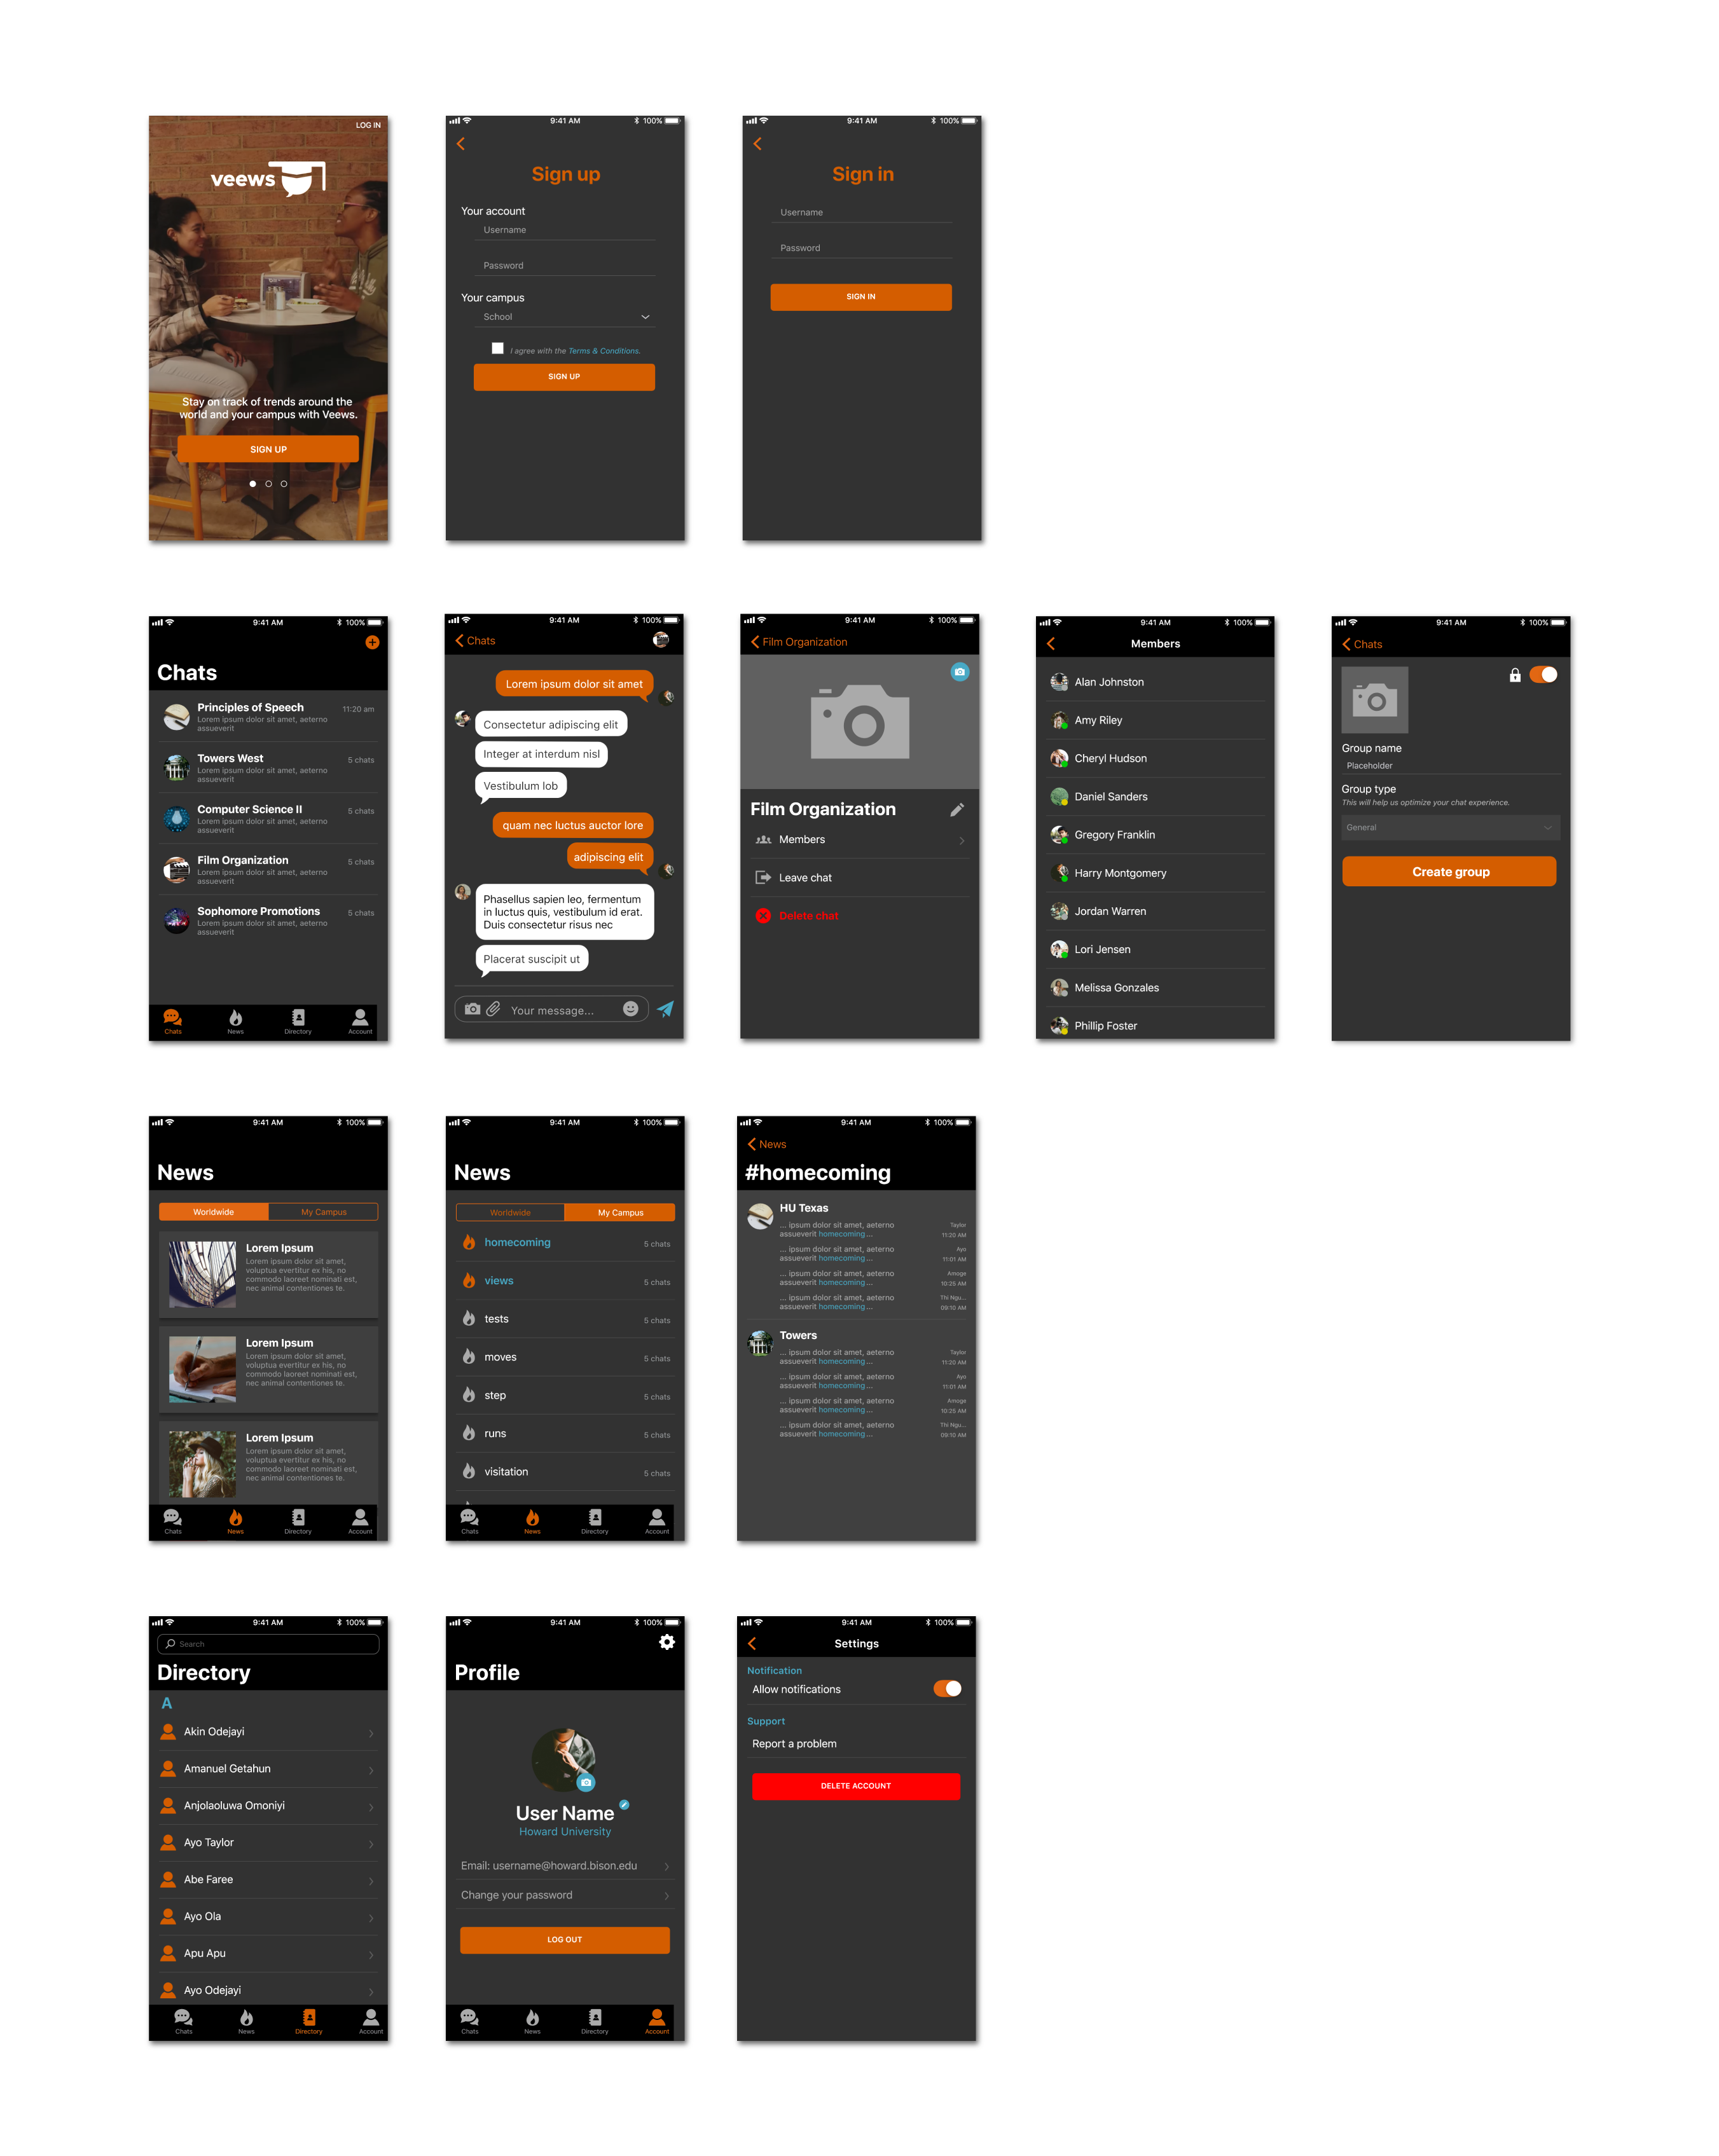 LOG IN
veews
Stay on track of trends around the
world and your campus with Veews.
SIGN UP
9:41 AM
100%
Sign up
Your account
Username
Password
Your campus
School
I agree with the Terms & Conditions.
SIGN UP
9:41 AM
100%
Sign in
Username
Password
SIGN IN
9:41 AM
100%
Chats
Principles of Speech
11:20 am
Lorem ipsum dolor sit amet, aeterno
assueverit
Towers West
5 chats
Lorem ipsum dolor sit amet, aeterno
assueverit
Computer Science II
5 chats
Lorem ipsum dolor sit amet, aeterno
assueverit
Film Organization
5 chats
Lorem ipsum dolor sit amet, aeterno
assueverit
Sophomore Promotions
5 chats
Lorem ipsum dolor sit amet, aeterno
assueverit
Chats
News
Directory
Account
9:41 AM
100%
Chats
Lorem ipsum dolor sit amet
Consectetur adipiscing elit
Integer at interdum nisl
Vestibulum lob
quam nec luctus auctor lore
adipiscing elit
Phasellus sapien leo, fermentum
in luctus quis, vestibulum id erat.
Duis consectetur risus nec
Placerat suscipit ut
Your message...
9:41 AM
100%
Film Organization
Film Organization
Members
Leave chat
Delete chat
9:41 AM
100%
Members
Alan Johnston
Amy Riley
Cheryl Hudson
Daniel Sanders
Gregory Franklin
Harry Montgomery
Jordan Warren
Lori Jensen
Melissa Gonzales
Phillip Foster
9:41 AM
100%
Chats
Group name
Placeholder
Group type
This will help us optimize your chat experience.
General
Create group
9:41 AM
100%
News
Worldwide
My Campus
Lorem Ipsum
Lorem ipsum dolor sit amet,
voluptua evertitur ex his, no
commodo laoreet nominati est,
nec animal contentiones te.
Lorem Ipsum
Lorem ipsum dolor sit amet,
voluptua evertitur ex his, no
commodo laoreet nominati est,
nec animal contentiones te.
Lorem Ipsum
Lorem ipsum dolor sit amet,
voluptua evertitur ex his, no
commodo laoreet nominati est,
nec animal contentiones te.
Chats
News
Directory
Account
9:41 AM
100%
News
Worldwide
My Campus
homecoming
5 chats
views
5 chats
tests
5 chats
moves
5 chats
step
5 chats
runs
5 chats
visitation
5 chats
Chats
News
Directory
Account
9:41 AM
100%
News
#homecoming
HU Texas
... ipsum dolor sit amet, aeterno
Taylor
assueverit homecoming...
11:20 AM
... ipsum dolor sit amet, aeterno
Ayo
assueverit homecoming...
11:01 AM
... ipsum dolor sit amet, aeterno
Amoge
assueverit homecoming...
10:25 AM
... ipsum dolor sit amet, aeterno
Thi Ngu...
assueverit homecoming...
09:10 AM
Towers
... ipsum dolor sit amet, aeterno
Taylor
assueverit homecoming...
11:20 AM
... ipsum dolor sit amet, aeterno
Ayo
assueverit homecoming...
11:01 AM
... ipsum dolor sit amet, aeterno
Amoge
assueverit homecoming...
10:25 AM
... ipsum dolor sit amet, aeterno
Thi Ngu...
assueverit homecoming...
09:10 AM
9:41 AM
100%
Search
Directory
A
Akin Odejayi
Amanuel Getahun
Anjolaoluwa Omoniyi
Ayo Taylor
Abe Faree
Ayo Ola
Apu Apu
Ayo Odejayi
Chats
News
Directory
Account
9:41 AM
100%
Profile
User Name
Howard University
Email: username@howard.bison.edu
Change your password
LOG OUT
Chats
News
Directory
Account
9:41 AM
100%
Settings
Notification
Allow notifications
Support
Report a problem
DELETE ACCOUNT